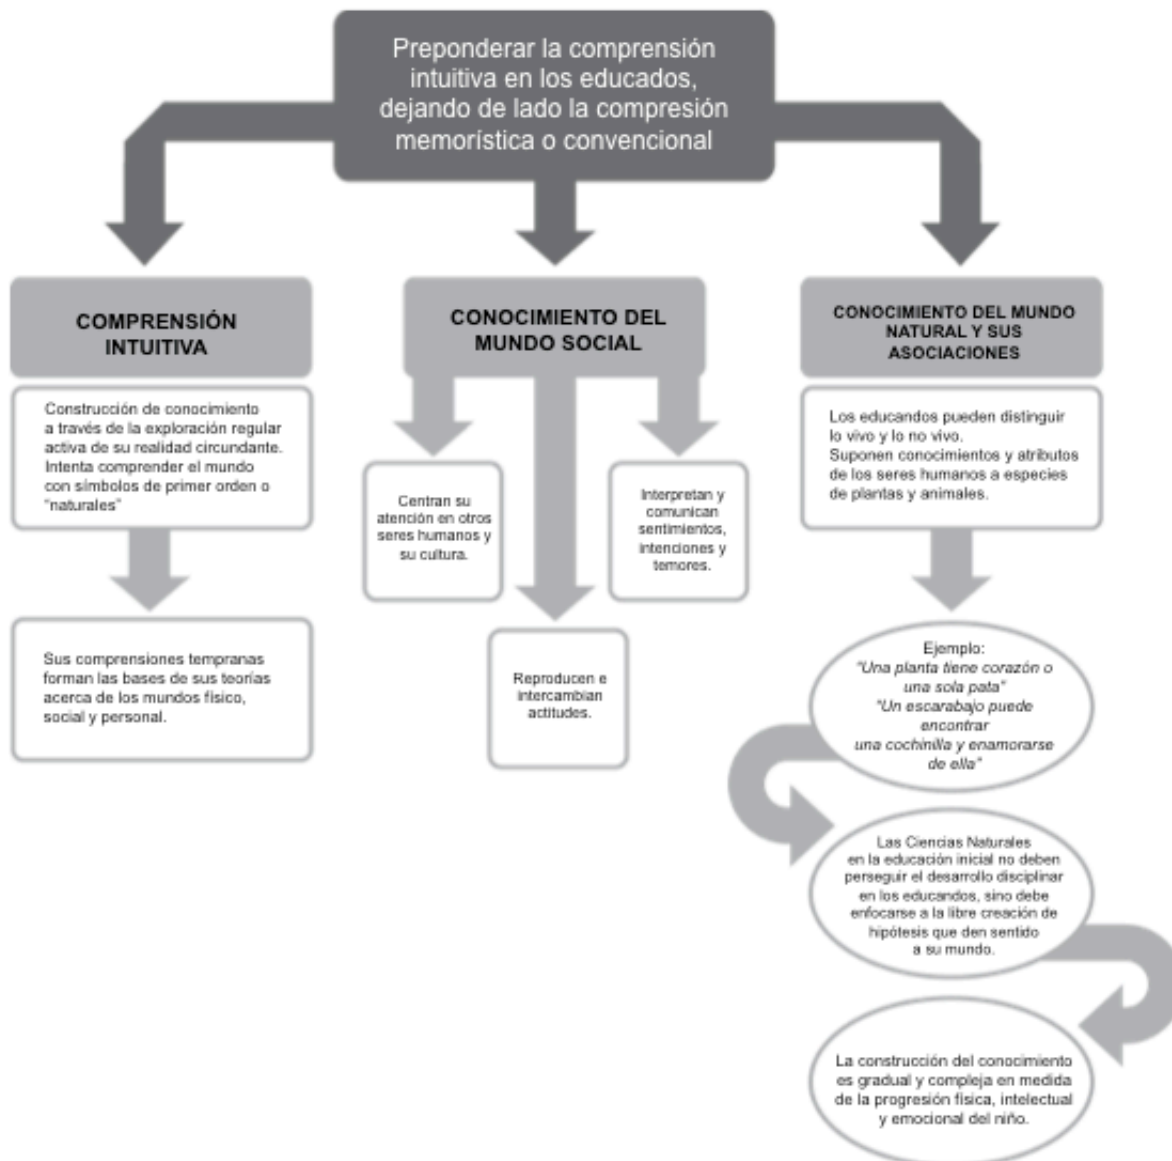 Preponderar la comprensión
intuitiva en los educados,
dejando de lado la compresión
memorística o convencional
COMPRENSIÓN
INTUITIVA
Construcción de conocimiento
a través de la exploración regular
activa de su realidad circundante.
Intenta comprender el mundo
con símbolos de primer orden o
“naturales”
Sus comprensiones tempranas
forman las bases de sus teorías
acerca de los mundos físico,
social y personal.
CONOCIMIENTO DEL
MUNDO SOCIAL
Centran su
atención en otros
seres humanos y
su cultura.
Reproducen e
intercambian
actitudes.
Interpretan y
comunican
sentimientos,
intenciones y
temores.
CONOCIMIENTO DEL MUNDO
NATURAL Y SUS
ASOCIACIONES
Los educandos pueden distinguir
lo vivo y lo no vivo.
Suponen conocimientos y atributos
de los seres humanos a especies
de plantas y animales.
Ejemplo:
“Una planta tiene corazón o
una sola pata”
“Un escarabajo puede
encontrar
una cochinilla y enamorarse
de ella”
Las Ciencias Naturales
en la educación inicial no deben
perseguir el desarrollo disciplinar
en los educandos, sino debe
enfocarse a la libre creación de
hipótesis que den sentido
a su mundo.
La construcción del conocimiento
es gradual y compleja en medida
de la progresión física, intelectual
y emocional del niño.